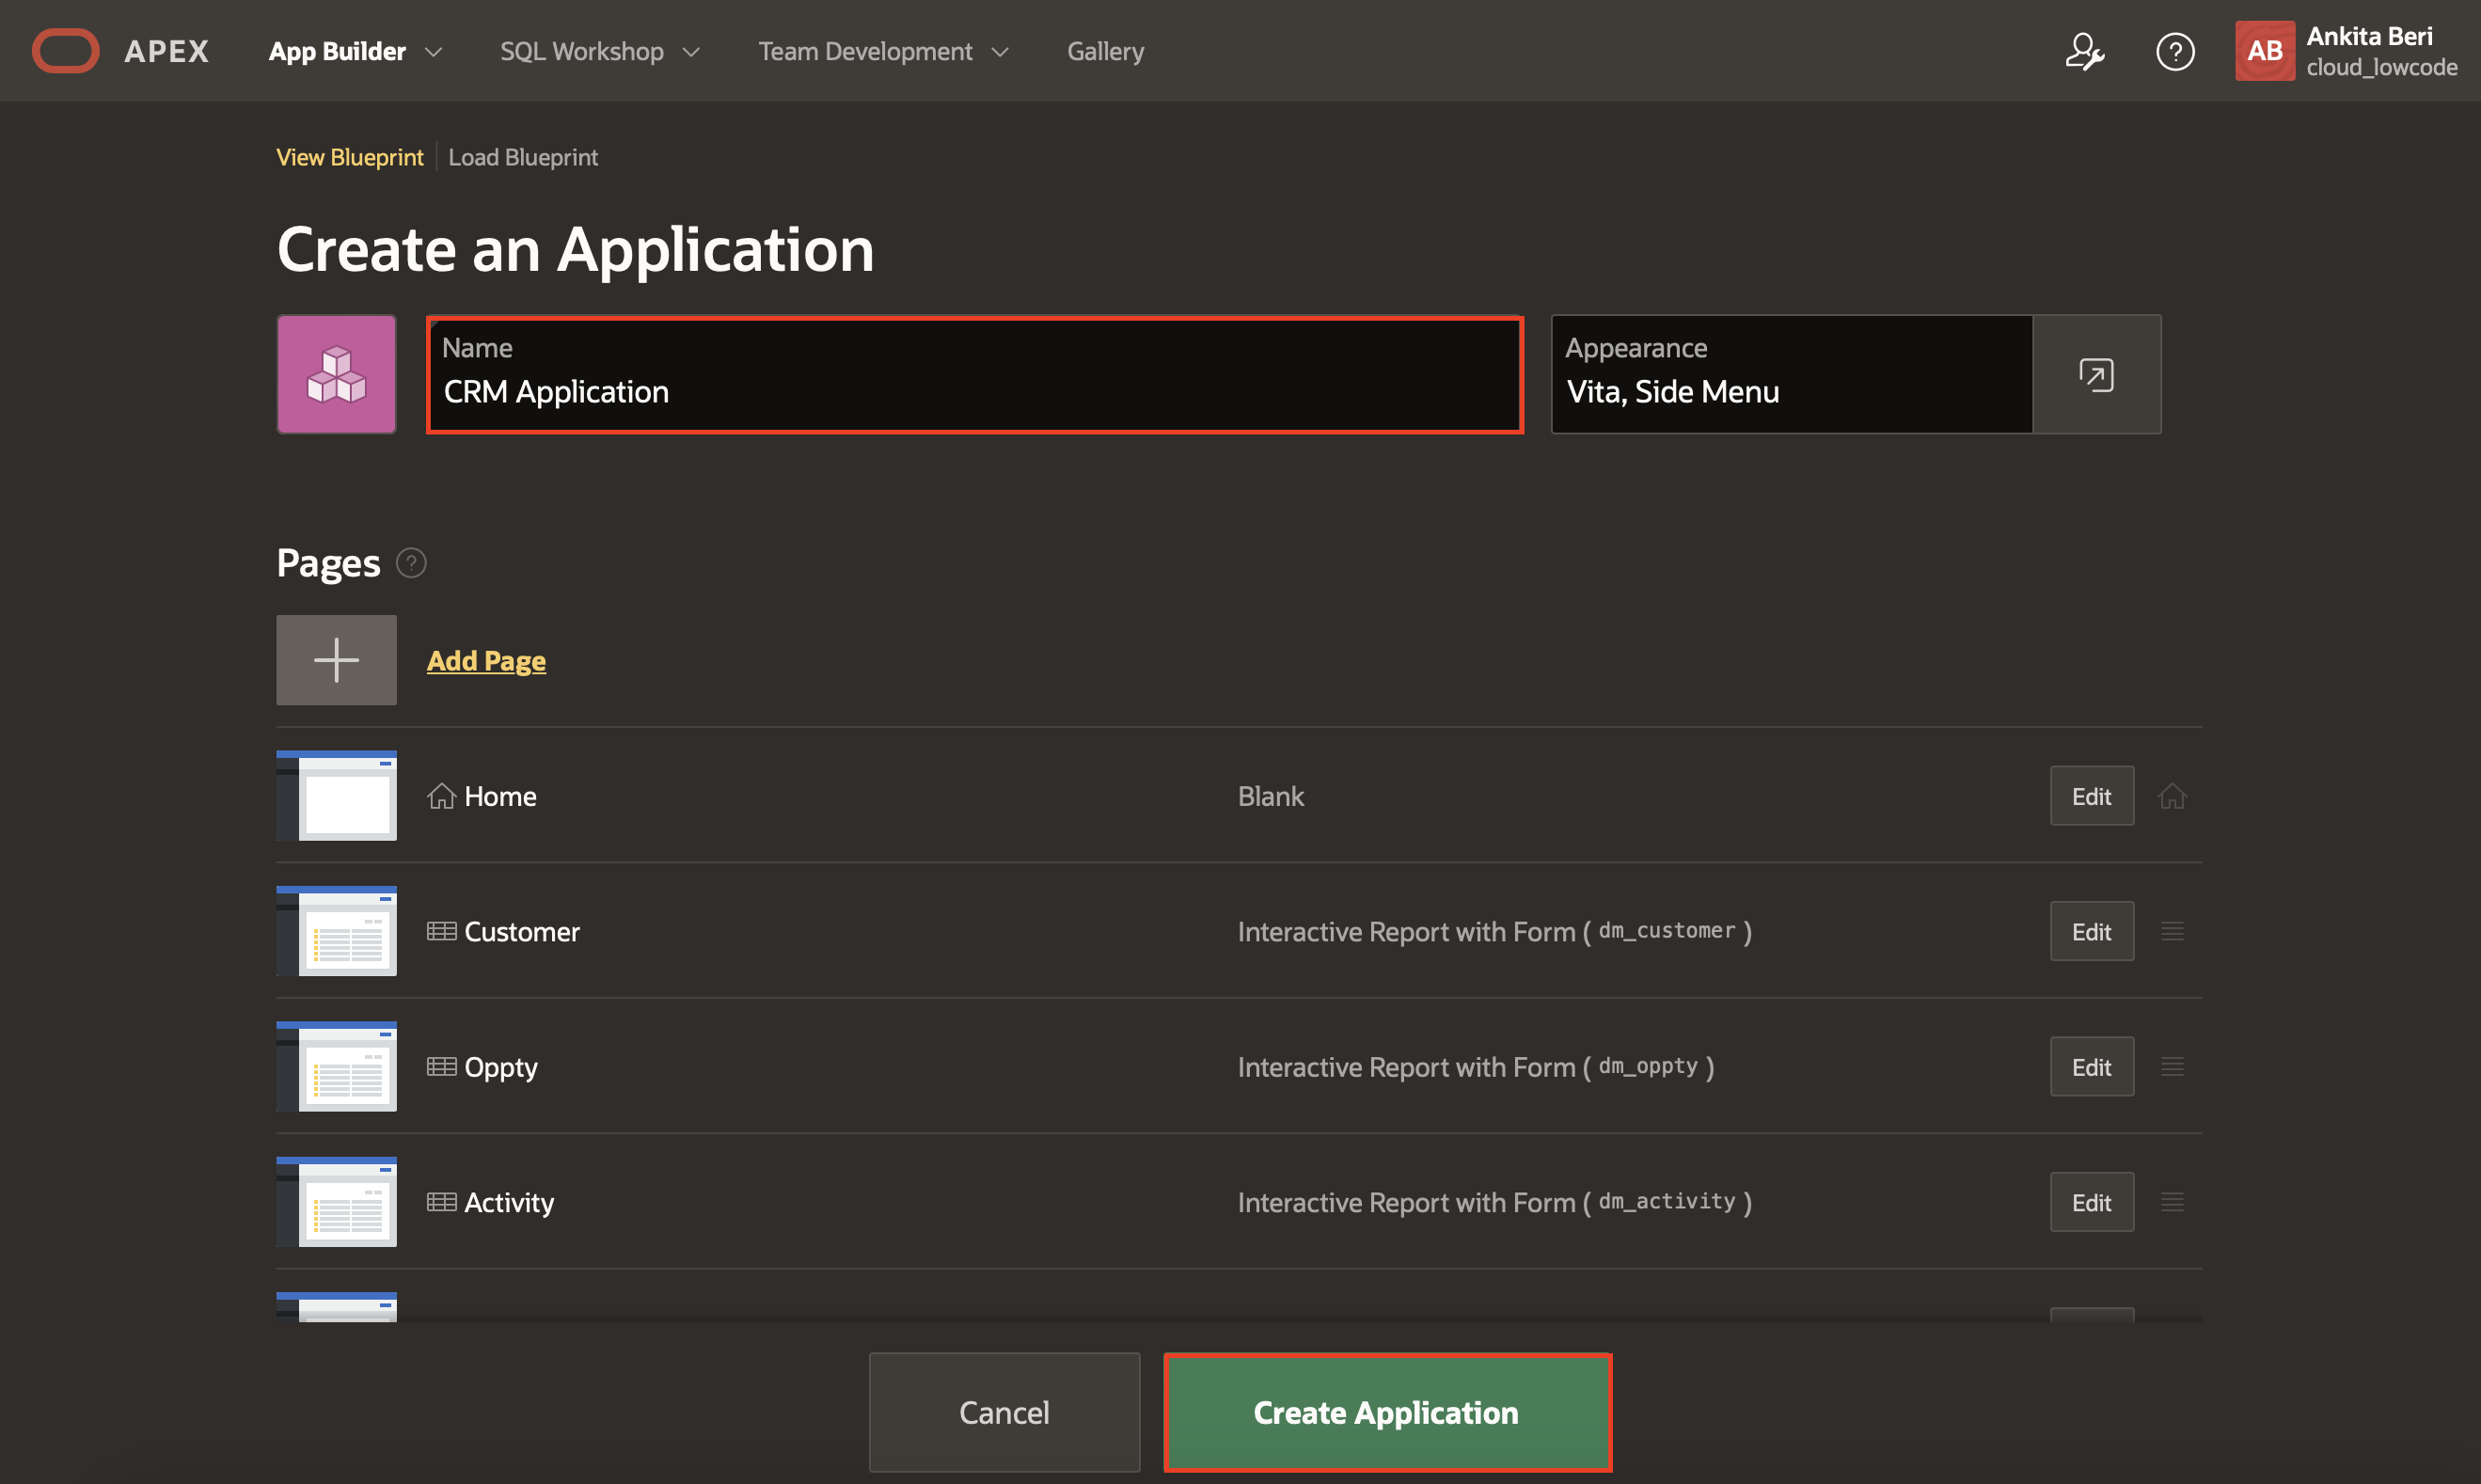 APEX App Builder SQL Workshop Team Development Gallery AB Ankita Beri
cloud_lowcode
View Blueprint Load Blueprint
Create an Application
Name
CRM Application
Appearance
Vita, Side Menu
Pages ?
Add Page
Home Blank Edit
Customer Interactive Report with Form ( dm_customer ) Edit
Oppty Interactive Report with Form ( dm_oppty ) Edit
Activity Interactive Report with Form ( dm_activity ) Edit
Cancel Create Application